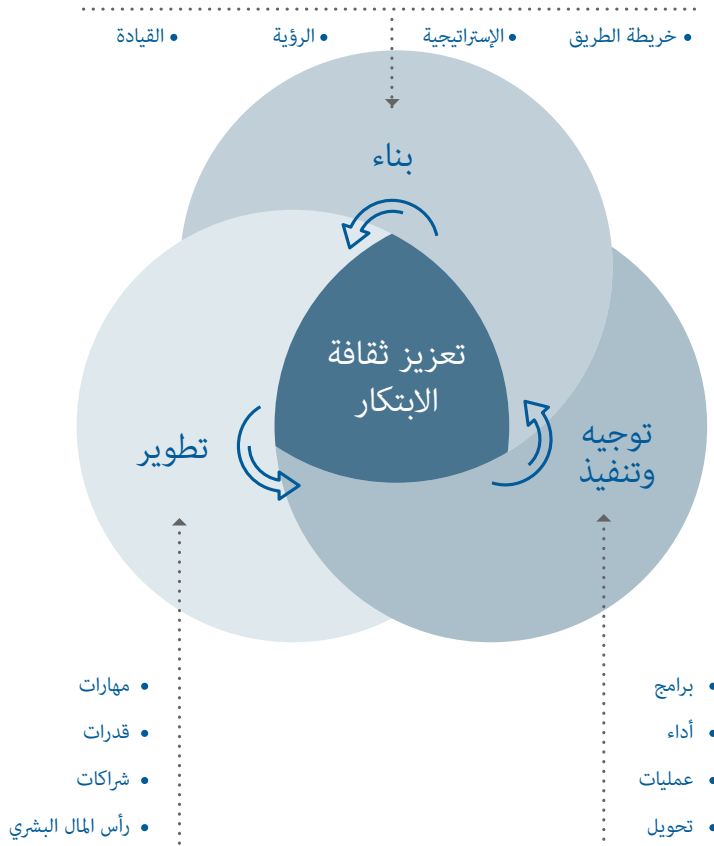 • خريطة الطريق • الإستراتيجية • الرؤية • القيادة
بناء
تعزيز ثقافة
الابتكار
توجيه
وتنفيذ
تطوير
• برامج
• أداء
• عمليات
• تحويل
• مهارات
• قدرات
• شراكات
• رأس المال البشري